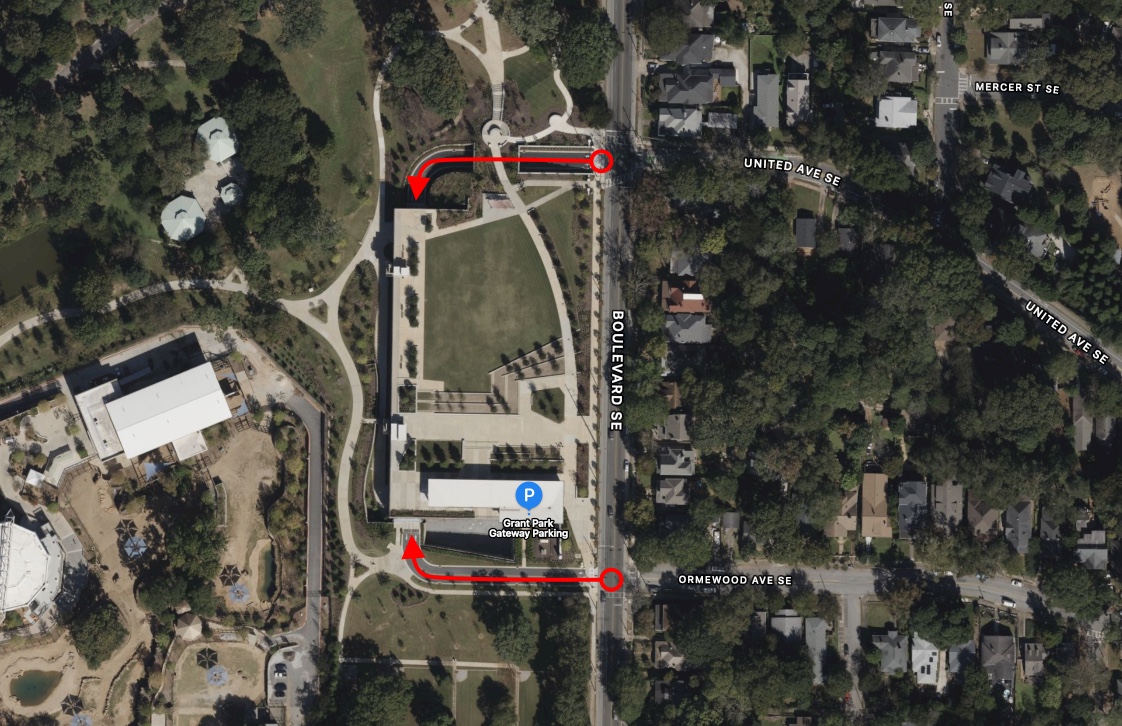 SE
MERCER ST SE
UNITED AVE SE
UNITED AVE SE
BOULEVARD SE
P
Grant Park
Gateway Parking
ORMEWOOD AVE SE